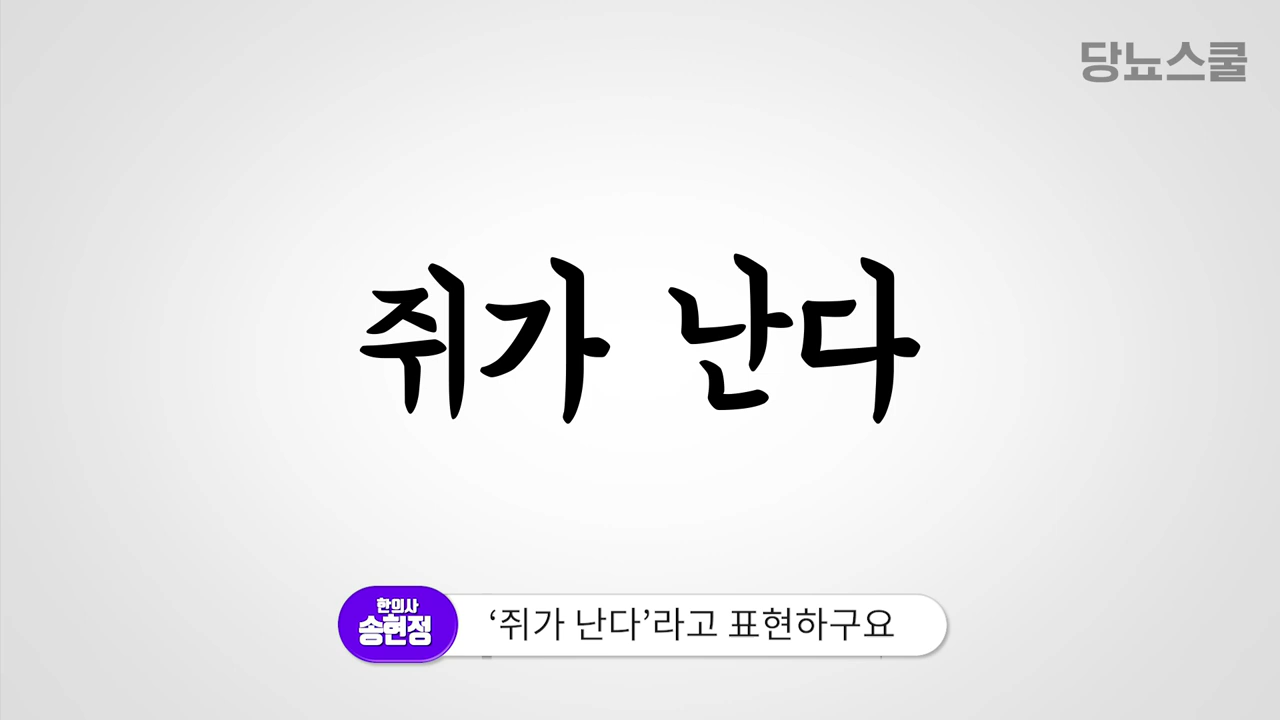 당뇨스쿨
쥐가 난다
한의사
송현정
‘쥐가 난다’라고 표현하구요